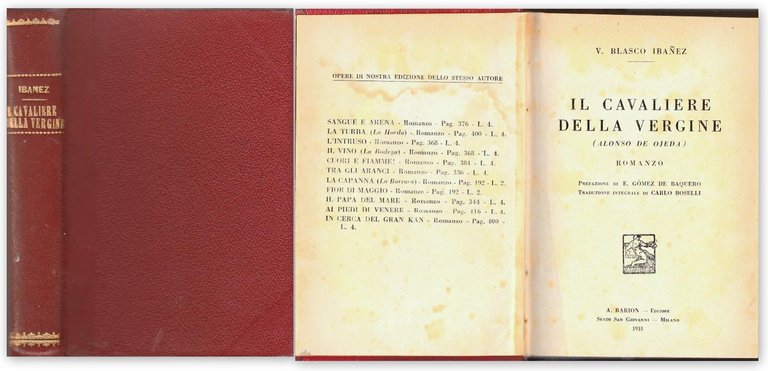 IBAÑEZ
IL CAVALIERE
DELLA VERGINE
OPERE DI NOSTRA EDIZIONE DELLO STESSO AUTORE
SANGUE E ARENA - Romanzo - Pag. 376 - L. 4.
LA TURBA (La Horda) - Romanzo - Pag. 400 - L. 4.
L'INTRUSO - Romanzo - Pag. 368 - L. 4.
IL VINO (La Bodega) - Romanzo - Pag. 368 - L. 4.
CUORI E FIAMME! - Romanzo - Pag. 384 - L. 4.
TRA GLI ARANCI - Romanzo - Pag. 336 - L. 4.
LA CAPANNA (La Barraca) - Romanzo - Pag. 192 - L. 2.
FIOR DI MAGGIO - Romanzo - Pag. 192 - L. 2.
IL PAPA DEL MARE - Romanzo - Pag. 344 - L. 4.
AI PIEDI DI VENERE - Romanzo - Pag. 416 - L. 4.
IN CERCA DEL GRAN KAN - Romanzo - Pag. 400
- L. 4.
V. BLASCO IBAÑEZ
IL CAVALIERE
DELLA VERGINE
(ALONSO DE OJEDA)
ROMANZO
PREFAZIONE DI E. GÓMEZ DE BAQUERO
TRADUZIONE INTEGRALE DI CARLO BOSELLI
A. BARION - EDITORE
SESTO SAN GIOVANNI - MILANO
1931